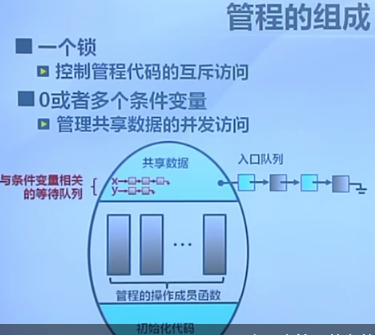 管程的组成
一个锁
控制管程代码的互斥访问
0或者多个条件变量
管理共享数据的并发访问
共享数据
入口队列
与条件变量相关
的等待队列
x
y
...
管程的操作成员函数
初始化代码